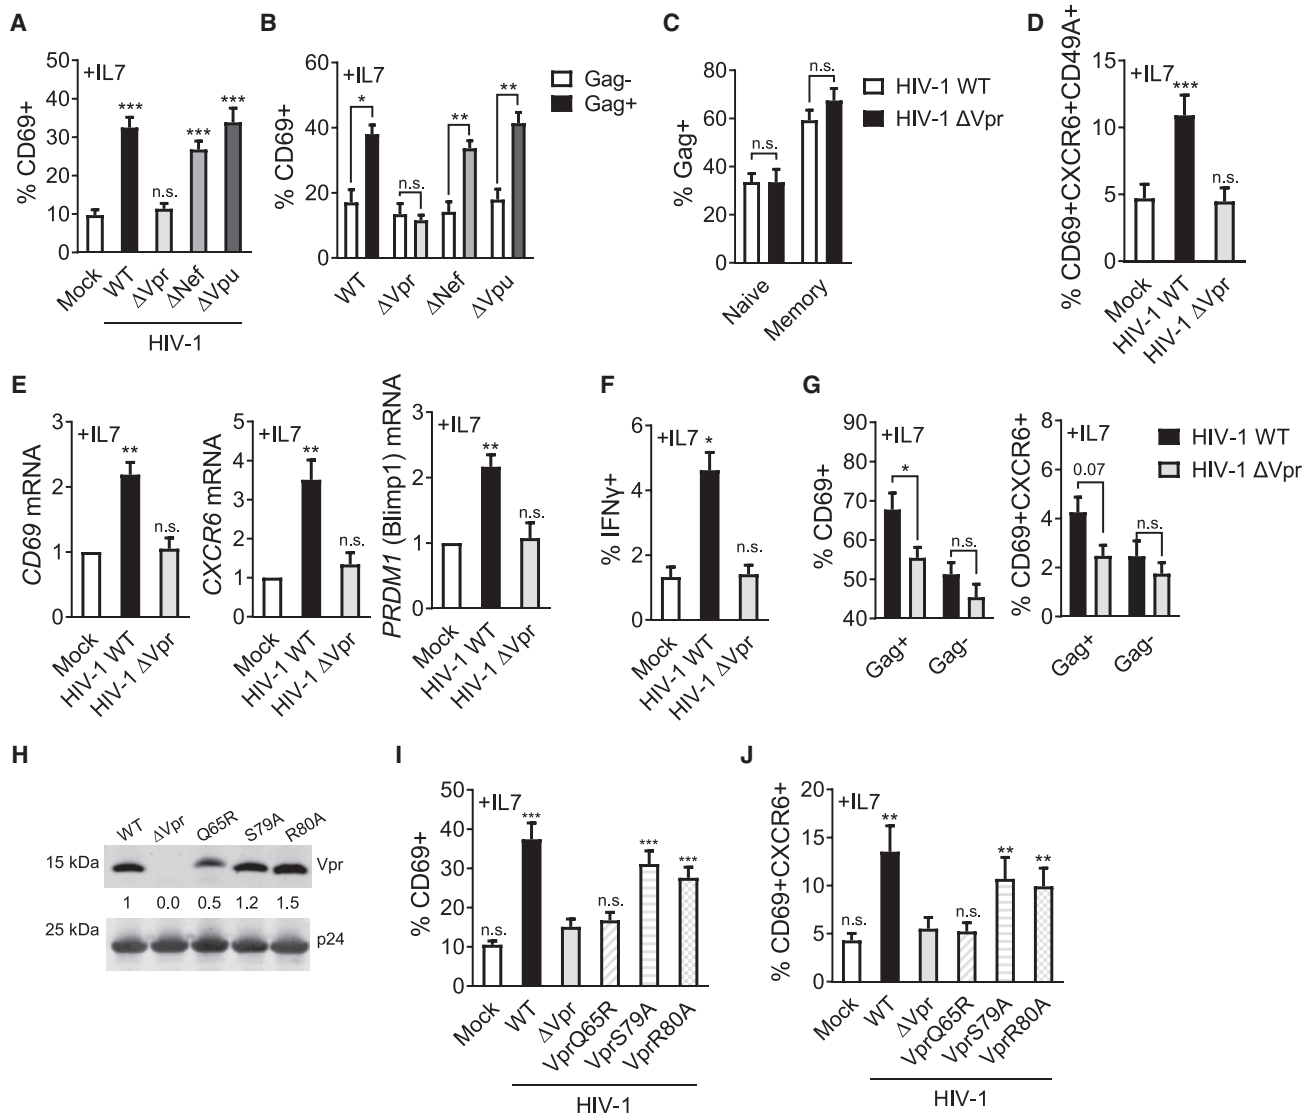 A
% CD69+
50
40
30
20
10
0
+IL7
***
n.s.
***
***
Mock
WT
ΔVpr
ΔNef
ΔVpu
HIV-1
B
% CD69+
60
40
20
0
+IL7
*
n.s.
**
**
WT
ΔVpr
ΔNef
ΔVpu
Gag-
Gag+
C
% Gag+
80
60
40
20
0
n.s.
n.s.
Naive
Memory
HIV-1 WT
HIV-1 ΔVpr
D
% CD69+CXCR6+CD49A+
15
10
5
0
+IL7
***
n.s.
Mock
HIV-1 WT
HIV-1 ΔVpr
E
CD69 mRNA
3
2
1
0
+IL7
**
n.s.
Mock
HIV-1 WT
HIV-1 ΔVpr
CXCR6 mRNA
5
4
3
2
1
0
+IL7
**
n.s.
Mock
HIV-1 WT
HIV-1 ΔVpr
PRDM1 (Blimp1) mRNA
3
2
1
0
+IL7
**
n.s.
Mock
HIV-1 WT
HIV-1 ΔVpr
F
% IFNγ+
6
4
2
0
+IL7
*
n.s.
Mock
HIV-1 WT
HIV-1 ΔVpr
G
% CD69+
90
80
70
60
50
40
+IL7
*
n.s.
Gag+
Gag-
% CD69+CXCR6+
8
6
4
2
0
+IL7
0.07
n.s.
Gag+
Gag-
HIV-1 WT
HIV-1 ΔVpr
H
WT ΔVpr Q65R S79A R80A
15 kDa Vpr
1 0.0 0.5 1.2 1.5
25 kDa p24
I
% CD69+
50
40
30
20
10
0
+IL7
n.s.
***
n.s.
***
***
Mock
WT
ΔVpr
VprQ65R
VprS79A
VprR80A
HIV-1
J
% CD69+CXCR6+
20
15
10
5
0
+IL7
n.s.
**
n.s.
**
**
Mock
WT
ΔVpr
VprQ65R
VprS79A
VprR80A
HIV-1